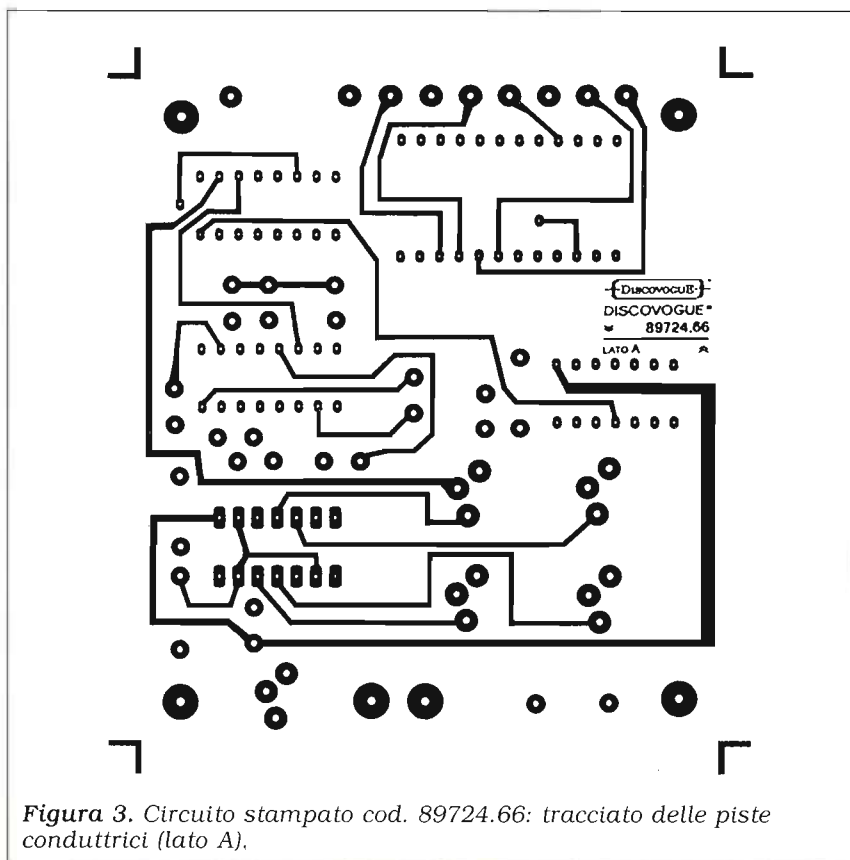 DISCOVOGUE
DISCOVOGUE
89724.66
LATO A
Figura 3. Circuito stampato cod. 89724.66: tracciato delle piste
conduttrici (lato A).